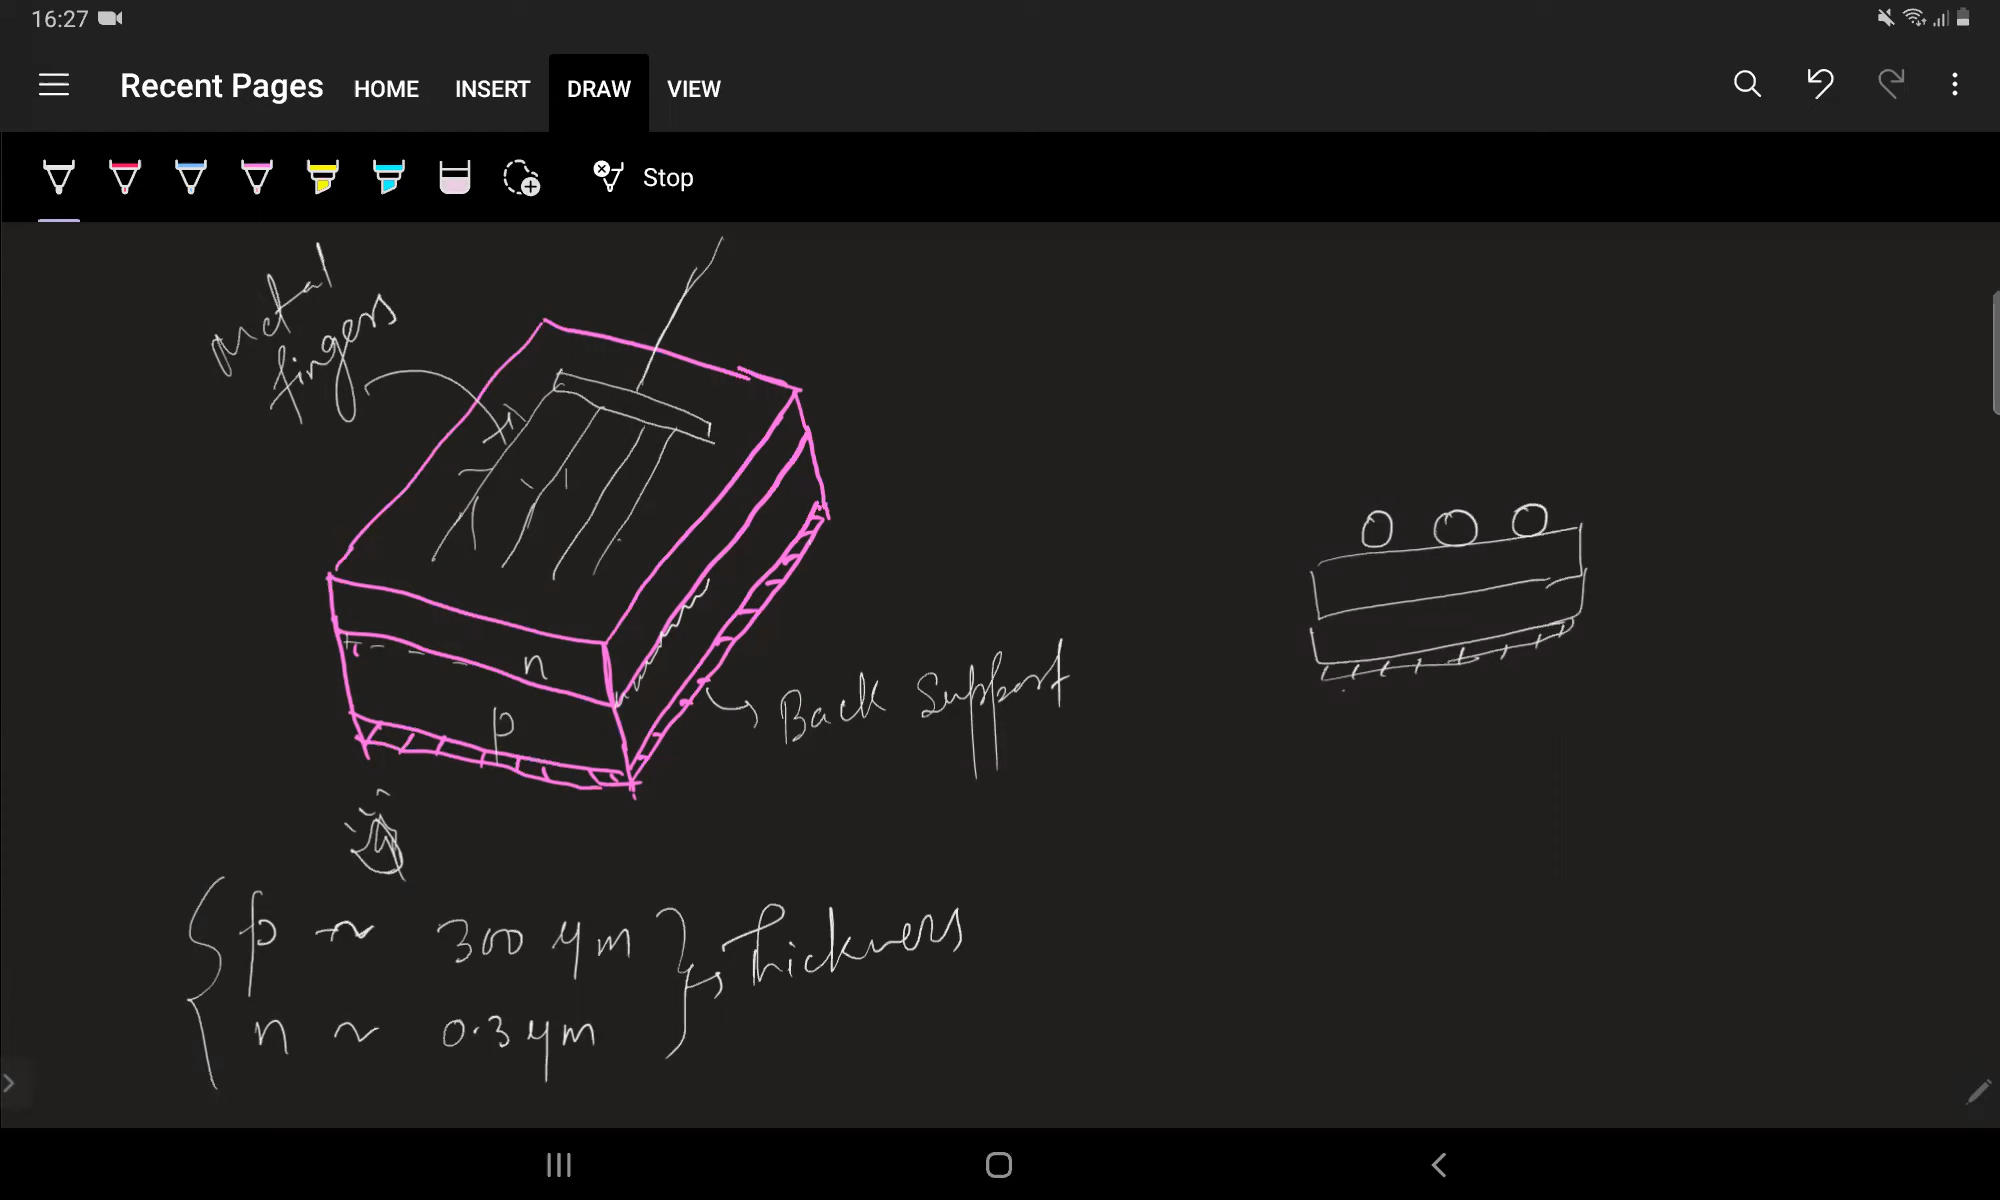 16:27
Recent Pages HOME INSERT DRAW VIEW
Stop
metal
fingers
n
p
Back Support
p ~ 300 μm
thickness
n ~ 0.3 μm